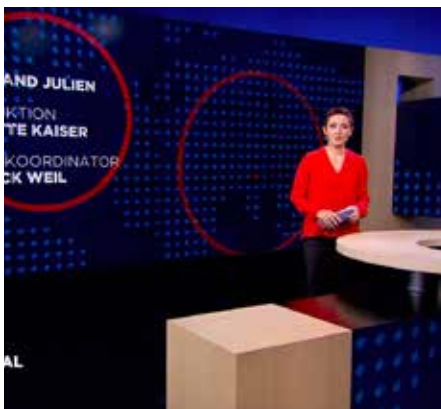 AND JULIEN
KTION
TTE KAISER
KOORDINATOR
CK WEIL
AL